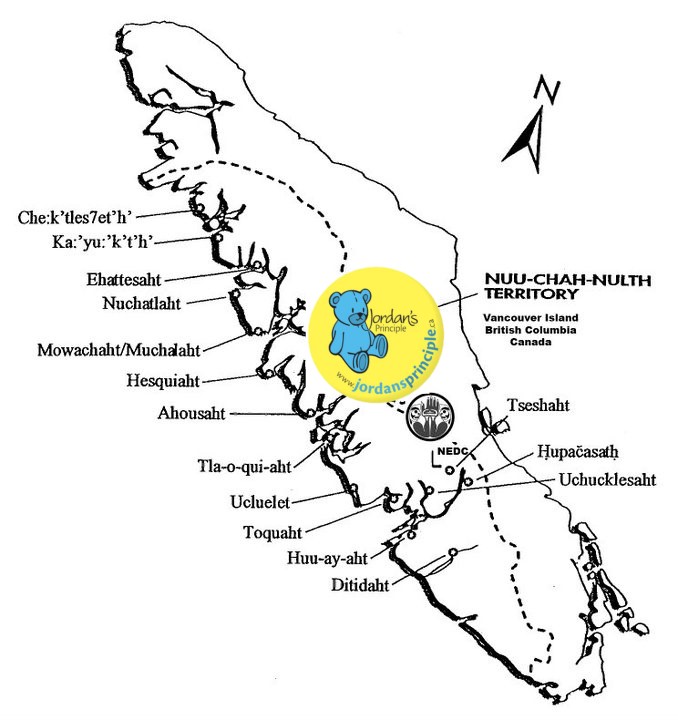 N
Che:k'tles7et'h'
Ka:'yu:'k't'h'
Ehattesaht
Nuchatlaht
Mowachaht/Muchalaht
Hesquiaht
Ahousaht
Tla-o-qui-aht
Ucluelet
Toquaht
Huu-ay-aht
Ditidaht
Jordan's
Principle
www.jordansprinciple.ca
NUU-CHAH-NULTH
TERRITORY
Vancouver Island
British Columbia
Canada
Tseshaht
NEDC
Ḥupačasatḥ
Uchucklesaht